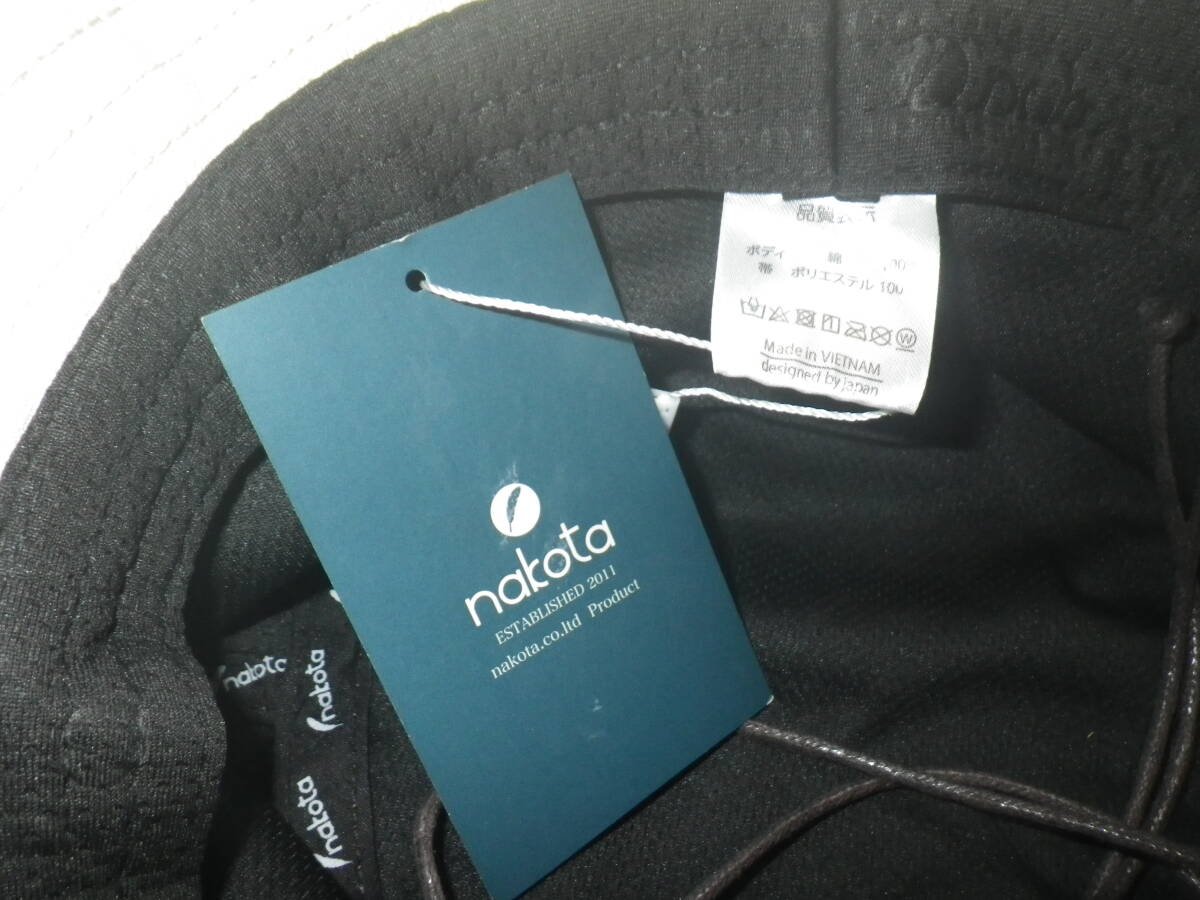 ボディ 綿
帯 ポリエステル 100
W
Made in VIETNAM
designed by japan
nakota
ESTABLISHED 2011
nakota.co.ltd Product
nakota
nakota
nakota